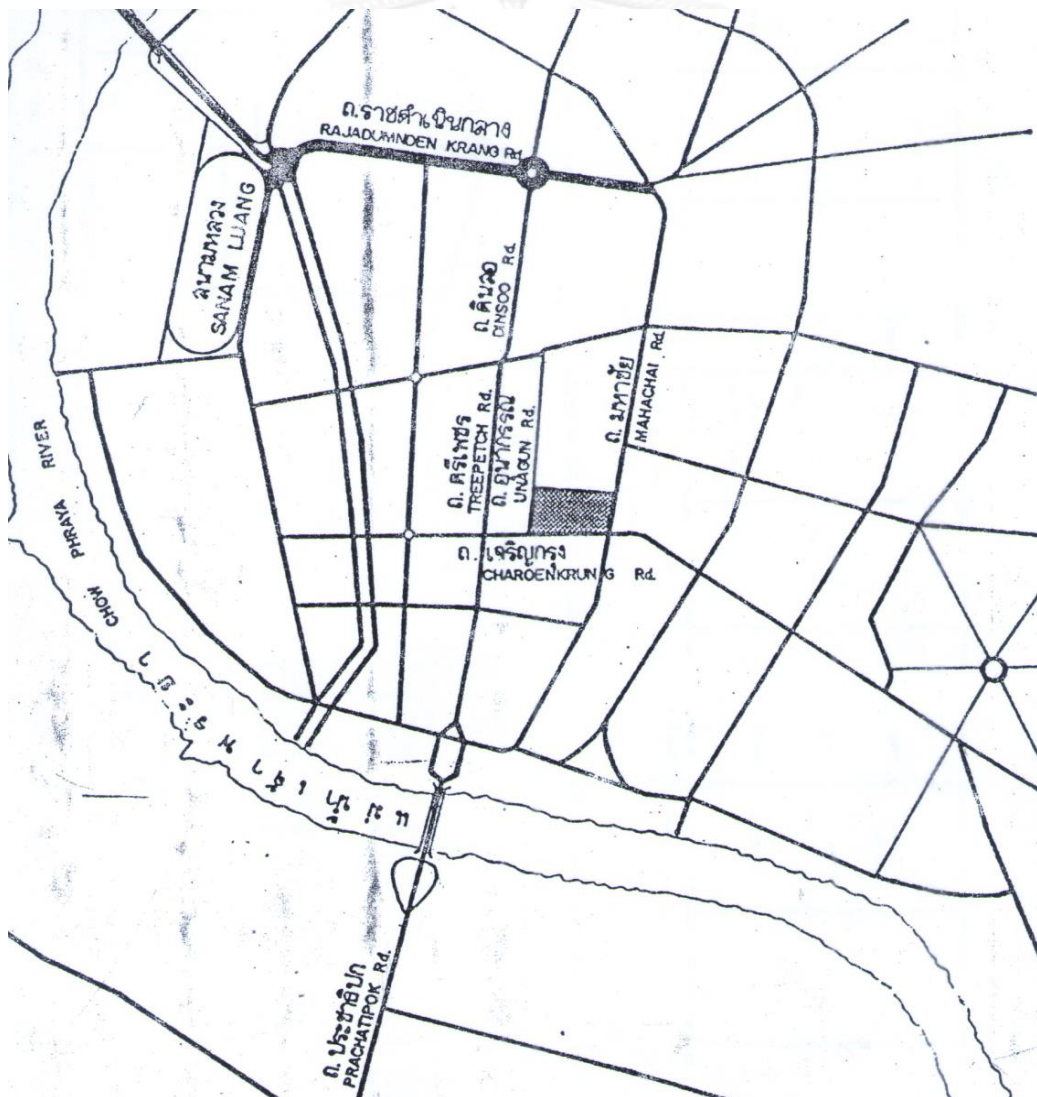 ถ.ราชดำเนินกลาง
RAJADUMNOEN KRANG Rd.
สนามหลวง
SANAM LUANG
ถ.ดินสอ
DINSOO Rd.
ถ.มหาชัย
MAHACHAI Rd.
ถ.ตรีเพชร
TREEPETCH Rd.
ถ.อุนากรรณ
UNAGUN Rd.
ถ.เจริญกรุง
CHAROENKRUNG Rd.
CHOW PHRAYA RIVER
แม่น้ำเจ้าพระยา
ถ.ประชาธิปก
PRACHATIPOK Rd.